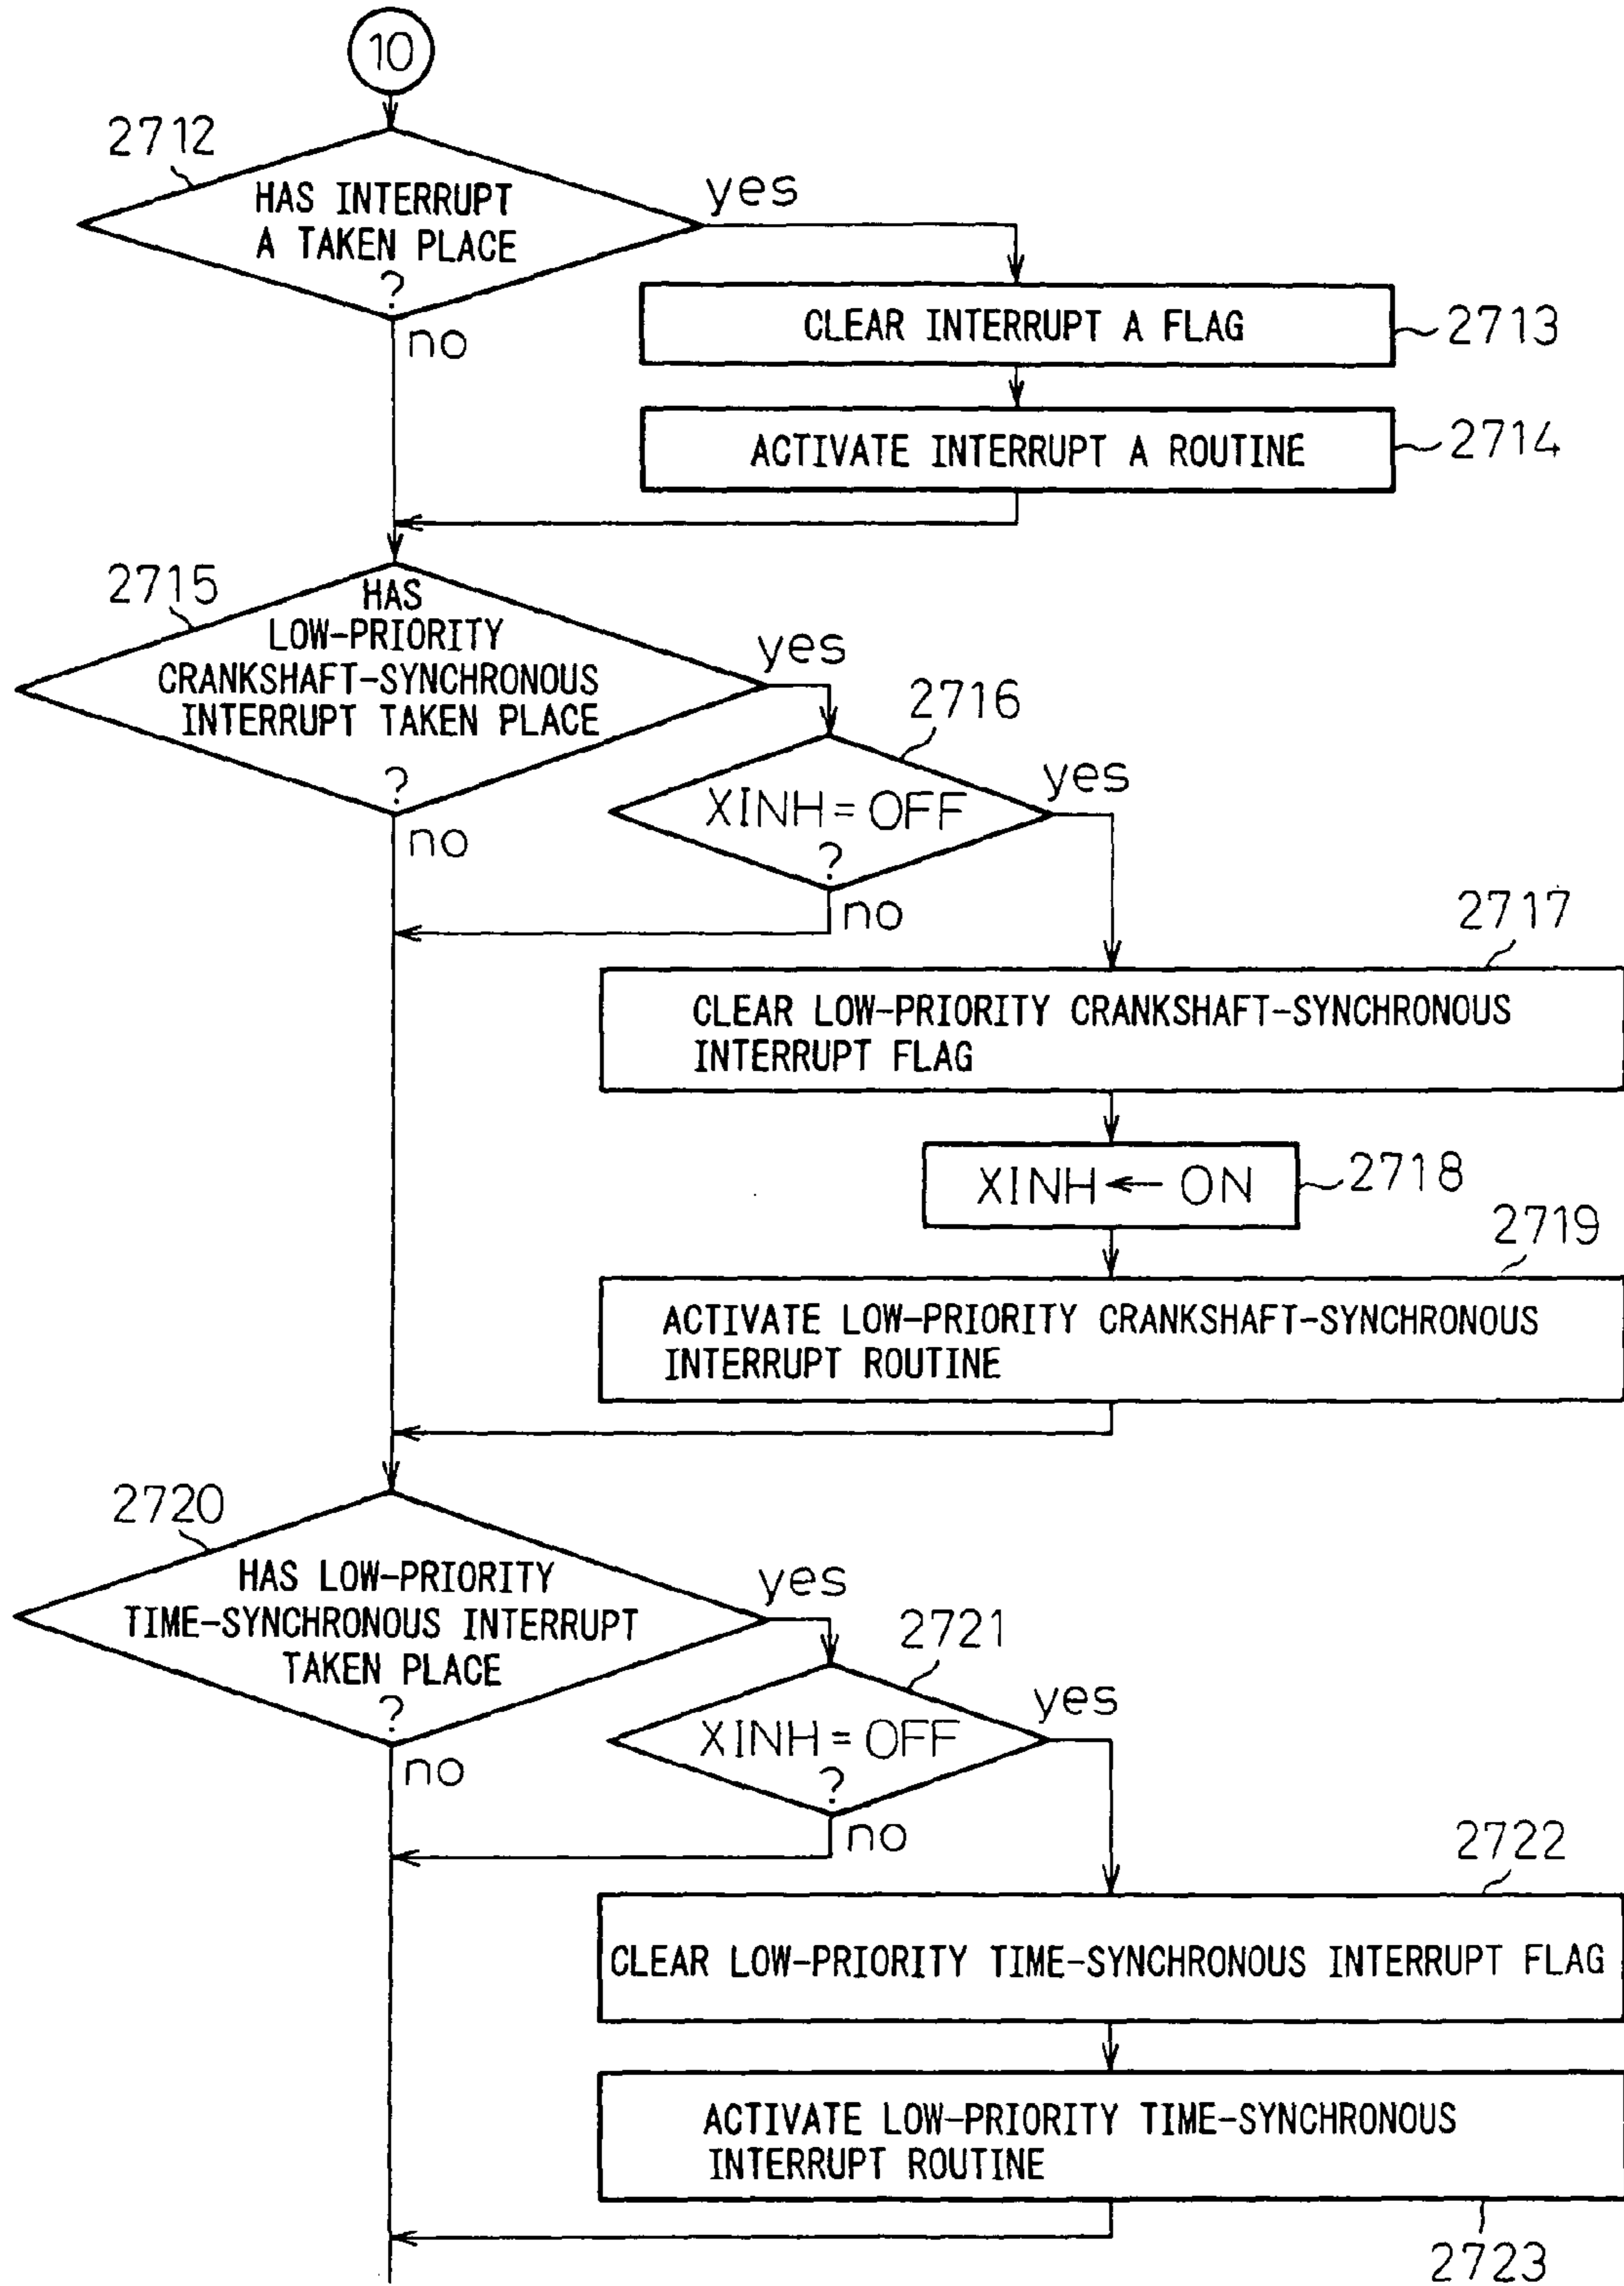 10
2712
HAS INTERRUPT
A TAKEN PLACE
?
yes
no
CLEAR INTERRUPT A FLAG
2713
ACTIVATE INTERRUPT A ROUTINE
2714
2715
HAS
LOW-PRIORITY
CRANKSHAFT-SYNCHRONOUS
INTERRUPT TAKEN PLACE
?
yes
no
2716
XINH = OFF
?
yes
no
2717
CLEAR LOW-PRIORITY CRANKSHAFT-SYNCHRONOUS
INTERRUPT FLAG
XINH ← ON
2718
2719
ACTIVATE LOW-PRIORITY CRANKSHAFT-SYNCHRONOUS
INTERRUPT ROUTINE
2720
HAS LOW-PRIORITY
TIME-SYNCHRONOUS INTERRUPT
TAKEN PLACE
?
yes
no
2721
XINH = OFF
?
yes
no
2722
CLEAR LOW-PRIORITY TIME-SYNCHRONOUS INTERRUPT FLAG
ACTIVATE LOW-PRIORITY TIME-SYNCHRONOUS
INTERRUPT ROUTINE
2723